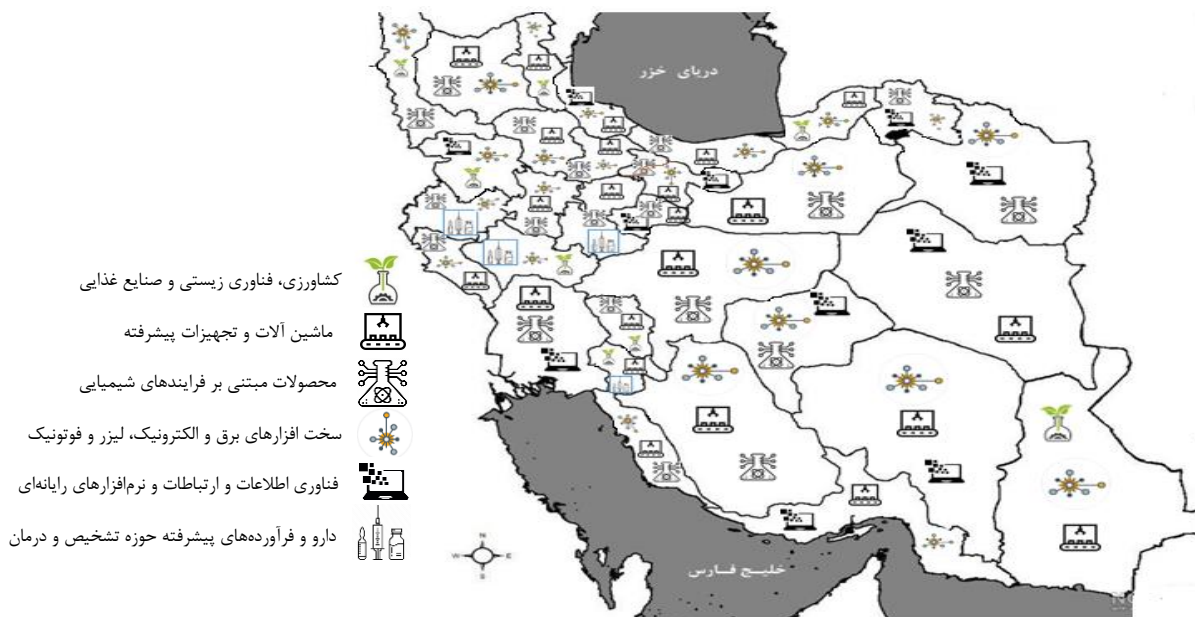 دریای خزر
کشاورزی، فناوری زیستی و صنایع غذایی
ماشین آلات و تجهیزات پیشرفته
محصولات مبتنی بر فرایندهای شیمیایی
سخت افزارهای برق و الکترونیک، لیزر و فوتونیک
فناوری اطلاعات و ارتباطات و نرم‌افزارهای رایانه‌ای
دارو و فرآورده‌های پیشرفته حوزه تشخیص و درمان
N
W E
S
خلیج فارس